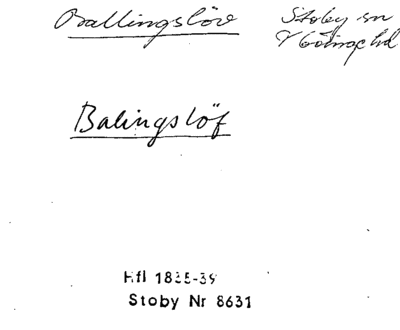 Ballingslöv Stoby sn
V Göinge hd
Balingslöf
Hfl 1835-39
Stoby Nr 8631